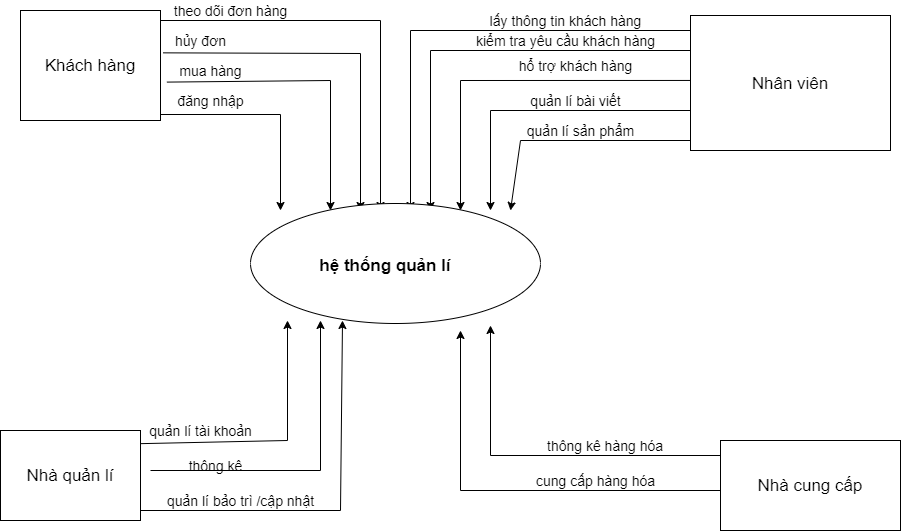 theo dõi đơn hàng
hủy đơn
Khách hàng
mua hàng
đăng nhập
lấy thông tin khách hàng
kiểm tra yêu cầu khách hàng
hổ trợ khách hàng
Nhân viên
quản lí bài viết
quản lí sản phẩm
hệ thống quản lí
quản lí tài khoản
thống kê
Nhà quản lí
quản lí bảo trì /cập nhật
thông kê hàng hóa
cung cấp hàng hóa
Nhà cung cấp